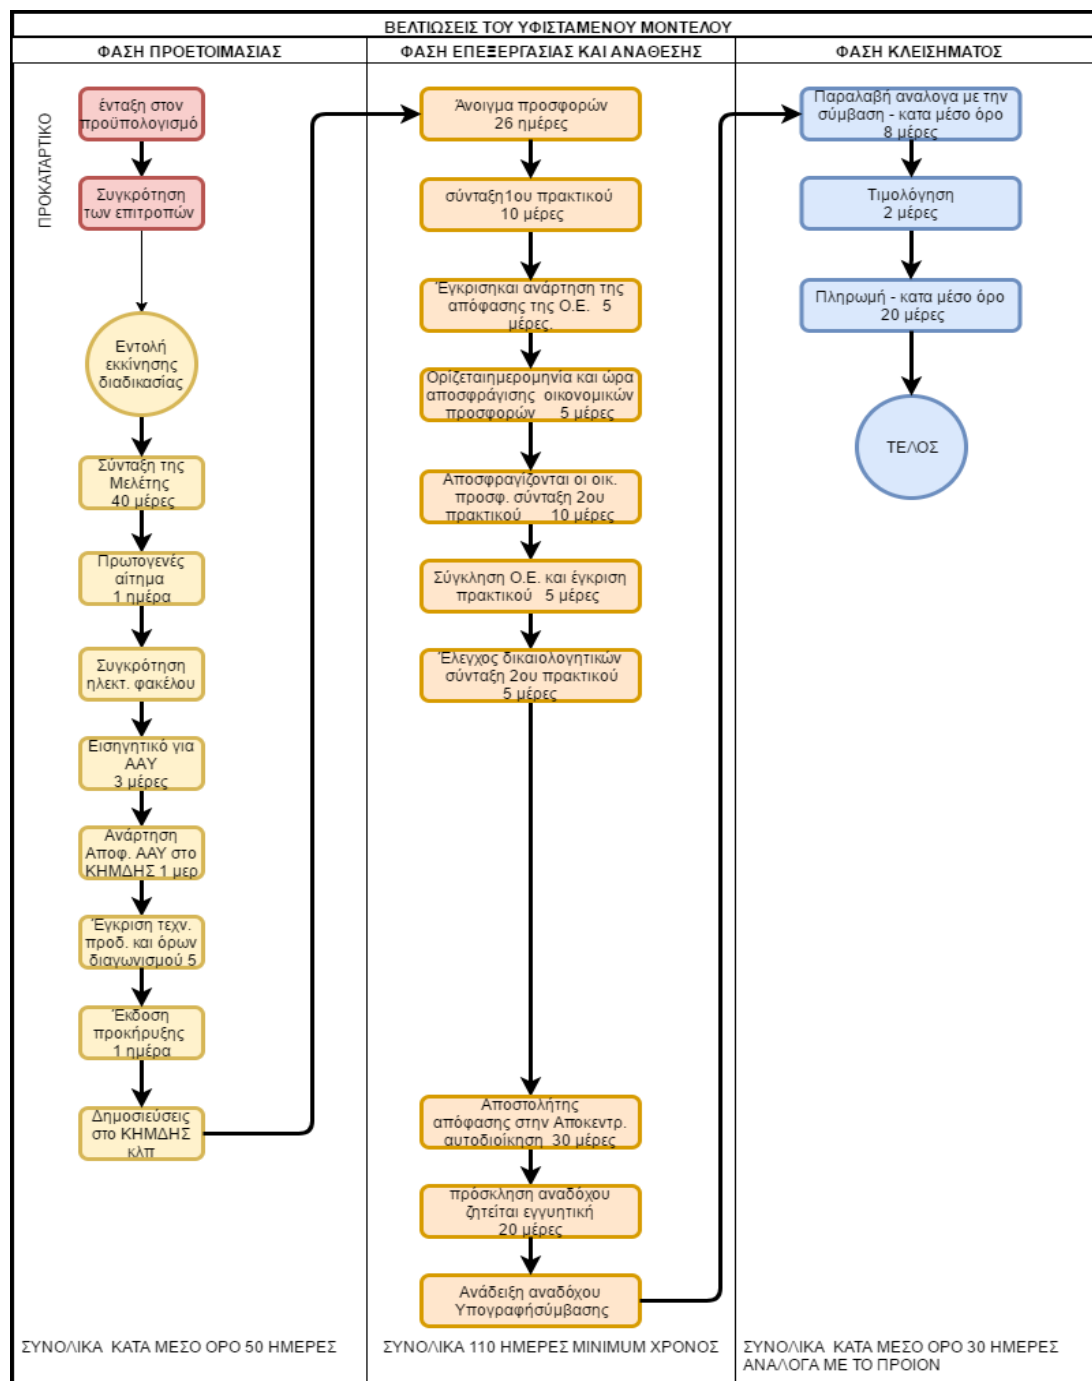 ΒΕΛΤΙΩΣΕΙΣ ΤΟΥ ΥΦΙΣΤΑΜΕΝΟΥ ΜΟΝΤΕΛΟΥ
ΦΑΣΗ ΠΡΟΕΤΟΙΜΑΣΙΑΣ
ΠΡΟΚΑΤΑΡΤΙΚΟ
ένταξη στον
προϋπολογισμό
Συγκρότηση
των επιτροπών
Εντολή
εκκίνησης
διαδικασίας
Σύνταξη της
Μελέτης
40 μέρες
Πρωτογενές
αίτημα
1 ημέρα
Συγκρότηση
ηλεκτ. φακέλου
Εισηγητικό για
ΑΑΥ
3 μέρες
Ανάρτηση
Αποφ. ΑΑΥ στο
ΚΗΜΔΗΣ 1 μερ
Έγκριση τεχν.
προδ. και όρων
διαγωνισμού 5
Έκδοση
προκήρυξης
1 ημέρα
Δημοσιεύσεις
στο ΚΗΜΔΗΣ
κλπ
ΣΥΝΟΛΙΚΑ ΚΑΤΑ ΜΕΣΟ ΟΡΟ 50 ΗΜΕΡΕΣ
ΦΑΣΗ ΕΠΕΞΕΡΓΑΣΙΑΣ ΚΑΙ ΑΝΑΘΕΣΗΣ
Άνοιγμα προσφορών
26 ημέρες
σύνταξη1ου πρακτικού
10 μέρες
Έγκρισηκαι ανάρτηση της
απόφασης της Ο.Ε. 5
μέρες.
Ορίζεταιημερομηνία και ώρα
αποσφράγισης οικονομικών
προσφορών 5 μέρες
Αποσφραγίζονται οι οικ.
προσφ. σύνταξη 2ου
πρακτικού 10 μέρες
Σύγκληση Ο.Ε. και έγκριση
πρακτικού 5 μέρες
Έλεγχος δικαιολογητικών
σύνταξη 2ου πρακτικού
5 μέρες
Αποστολήτης
απόφασης στην Αποκεντρ.
αυτοδιοίκηση 30 μέρες
πρόσκληση αναδόχου
ζητείται εγγυητική
20 μέρες
Ανάδειξη αναδόχου
Υπογραφήσύμβασης
ΣΥΝΟΛΙΚΑ 110 ΗΜΕΡΕΣ MINIMUM ΧΡΟΝΟΣ
ΦΑΣΗ ΚΛΕΙΣΗΜΑΤΟΣ
Παραλαβή αναλογα με την
σύμβαση - κατα μέσο όρο
8 μέρες
Τιμολόγηση
2 μέρες
Πληρωμή - κατα μέσο όρο
20 μέρες
ΤΕΛΟΣ
ΣΥΝΟΛΙΚΑ ΚΑΤΑ ΜΕΣΟ ΟΡΟ 30 ΗΜΕΡΕΣ
ΑΝΑΛΟΓΑ ΜΕ ΤΟ ΠΡΟΙΟΝ